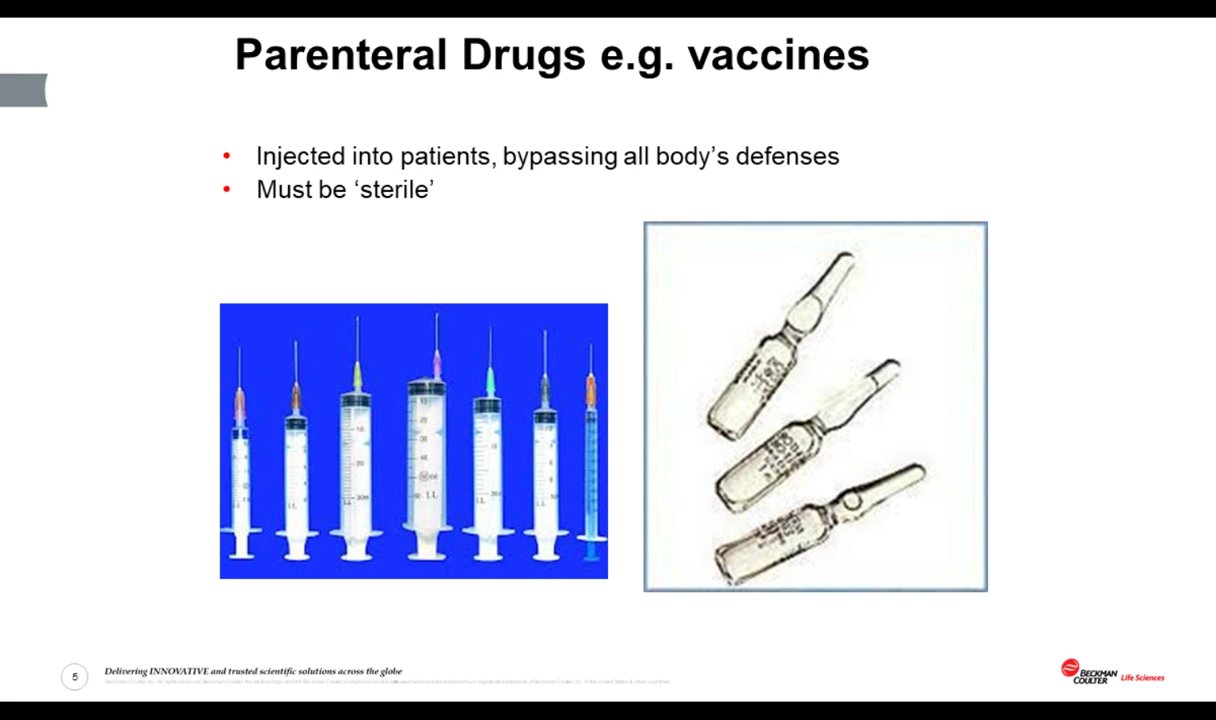 Parenteral Drugs e.g. vaccines
• Injected into patients, bypassing all body’s defenses
• Must be ‘sterile’
5
Delivering INNOVATIVE and trusted scientific solutions across the globe
BECKMAN
COULTER
Life Sciences